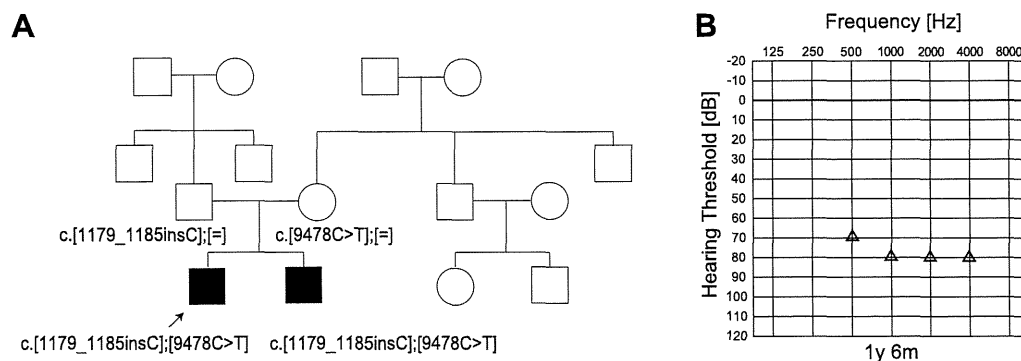 A
c.[1179_1185insC];[=]
c.[9478C>T];[=]
c.[1179_1185insC];[9478C>T]
c.[1179_1185insC];[9478C>T]
B
Frequency [Hz]
125 250 500 1000 2000 4000 8000
Hearing Threshold [dB]
-20
-10
0
10
20
30
40
50
60
70
80
90
100
110
120
1y 6m